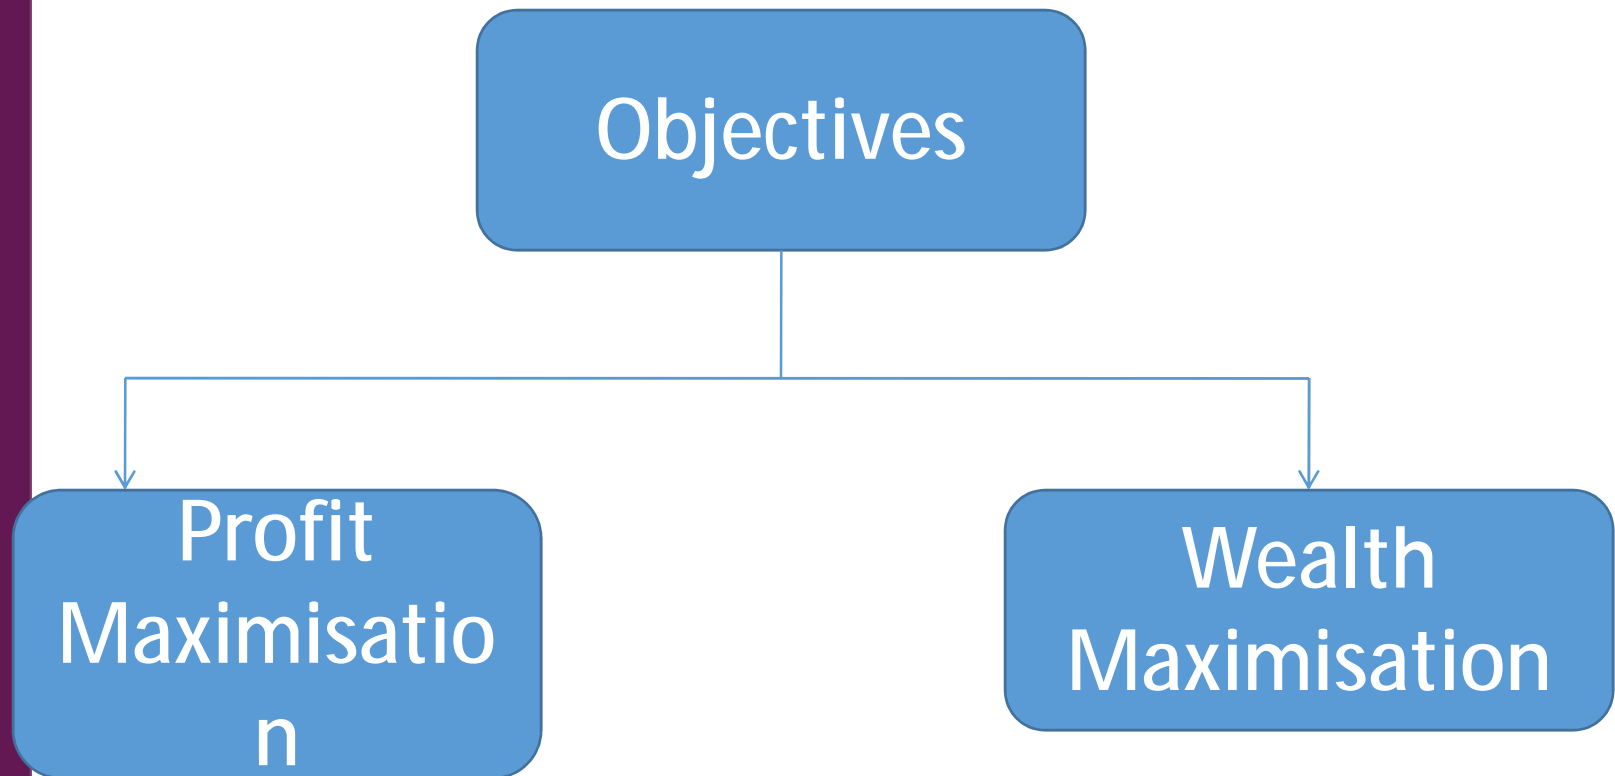 Objectives
Profit
Maximisatio
n
Wealth
Maximisation